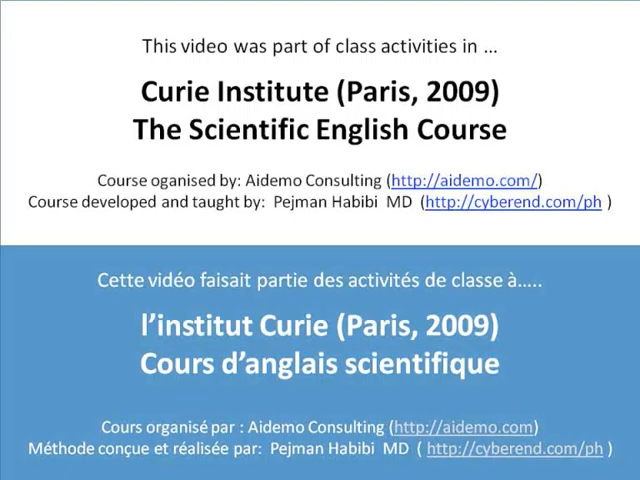 This video was part of class activities in …
Curie Institute (Paris, 2009)
The Scientific English Course
Course oganised by: Aidemo Consulting (http://aidemo.com/)
Course developed and taught by:  Pejman Habibi  MD  (http://cyberend.com/ph )
Cette vidéo faisait partie des activités de classe à…..
l’institut Curie (Paris, 2009)
Cours d’anglais scientifique
Cours organisé par : Aidemo Consulting (http://aidemo.com)
Méthode conçue et réalisée par:  Pejman Habibi  MD  ( http://cyberend.com/ph )